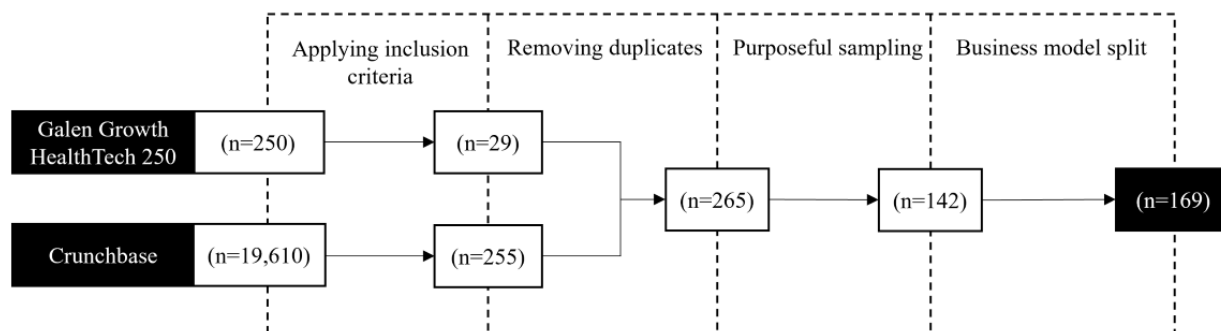 Applying inclusion
criteria
Removing duplicates
Purposeful sampling
Business model split
Galen Growth
HealthTech 250
(n=250)
(n=29)
(n=265)
(n=142)
(n=169)
Crunchbase
(n=19,610)
(n=255)